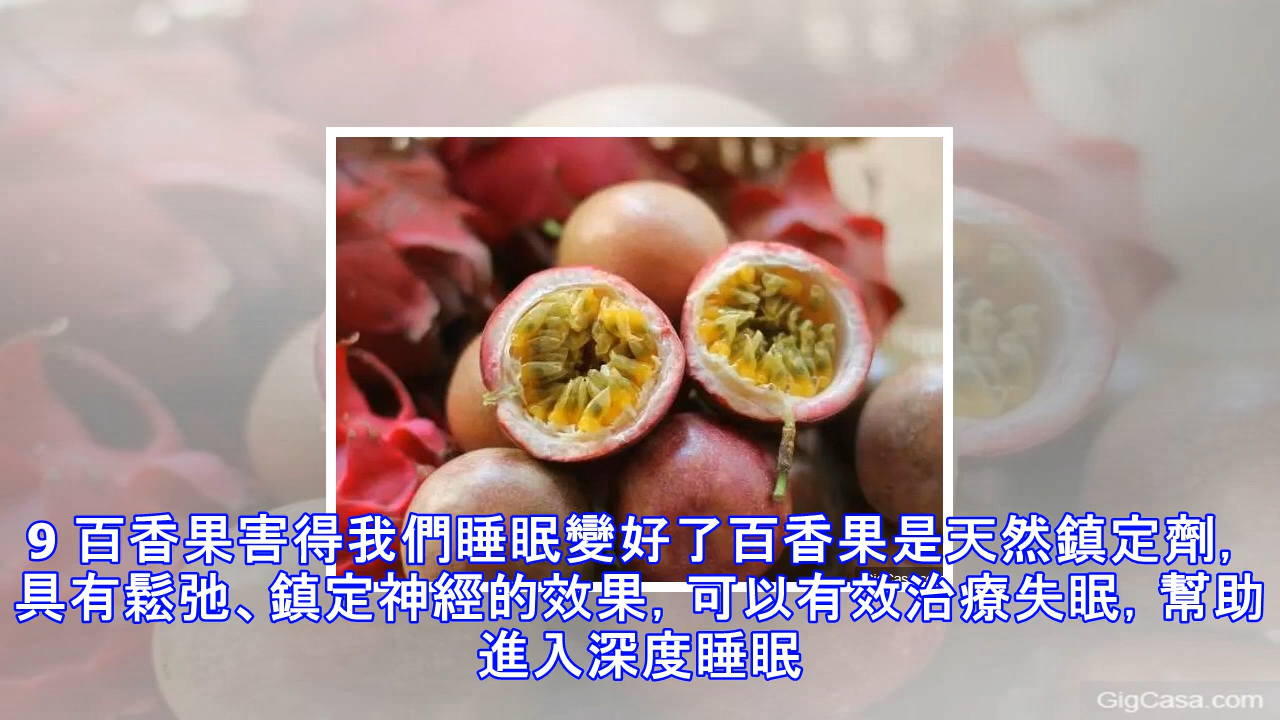 9 百香果害得我們睡眠變好了百香果是天然鎮定劑,
具有鬆弛、鎮定神經的效果, 可以有效治療失眠, 幫助
進入深度睡眠
GigCasa.com